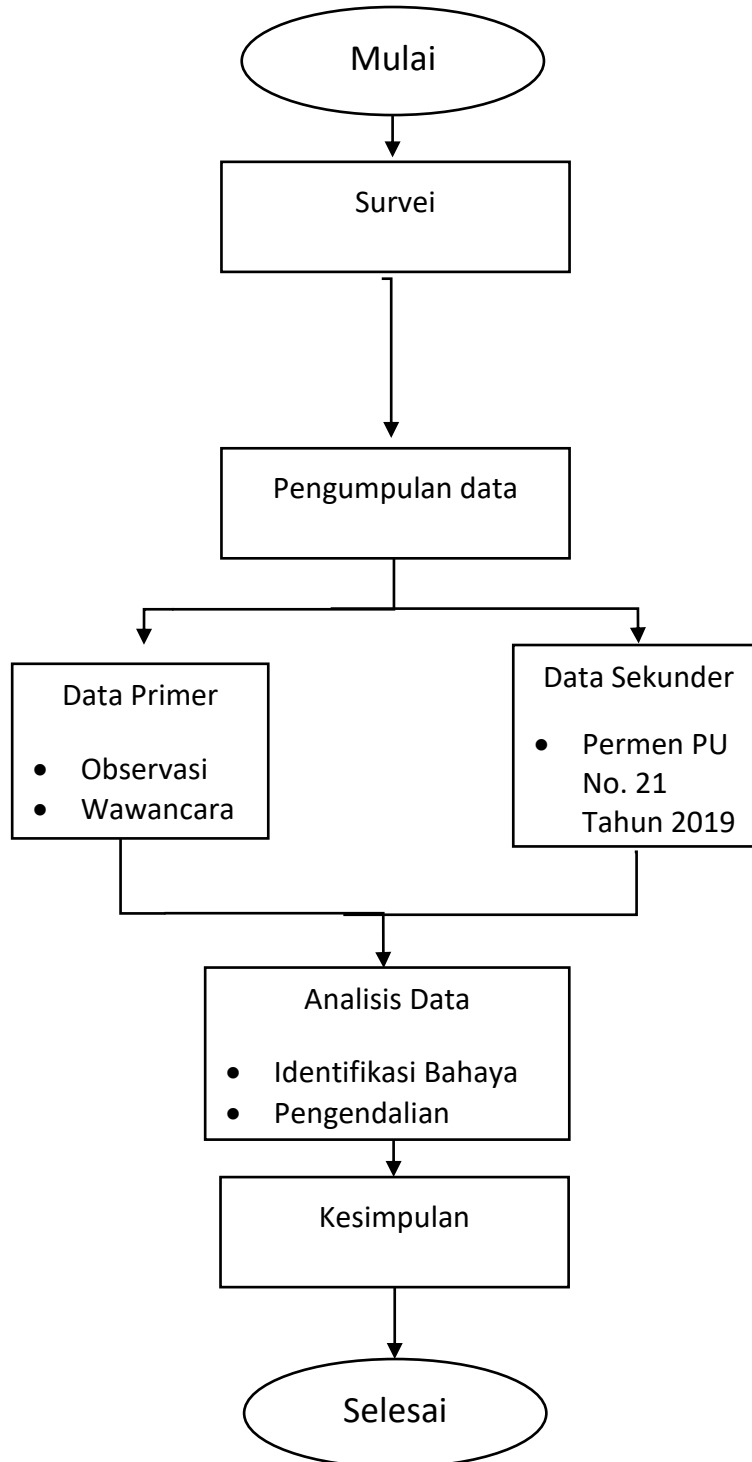 Mulai
Survei
Pengumpulan data
Data Primer
• Observasi
• Wawancara
Data Sekunder
• Permen PU
No. 21
Tahun 2019
Analisis Data
• Identifikasi Bahaya
• Pengendalian
Kesimpulan
Selesai